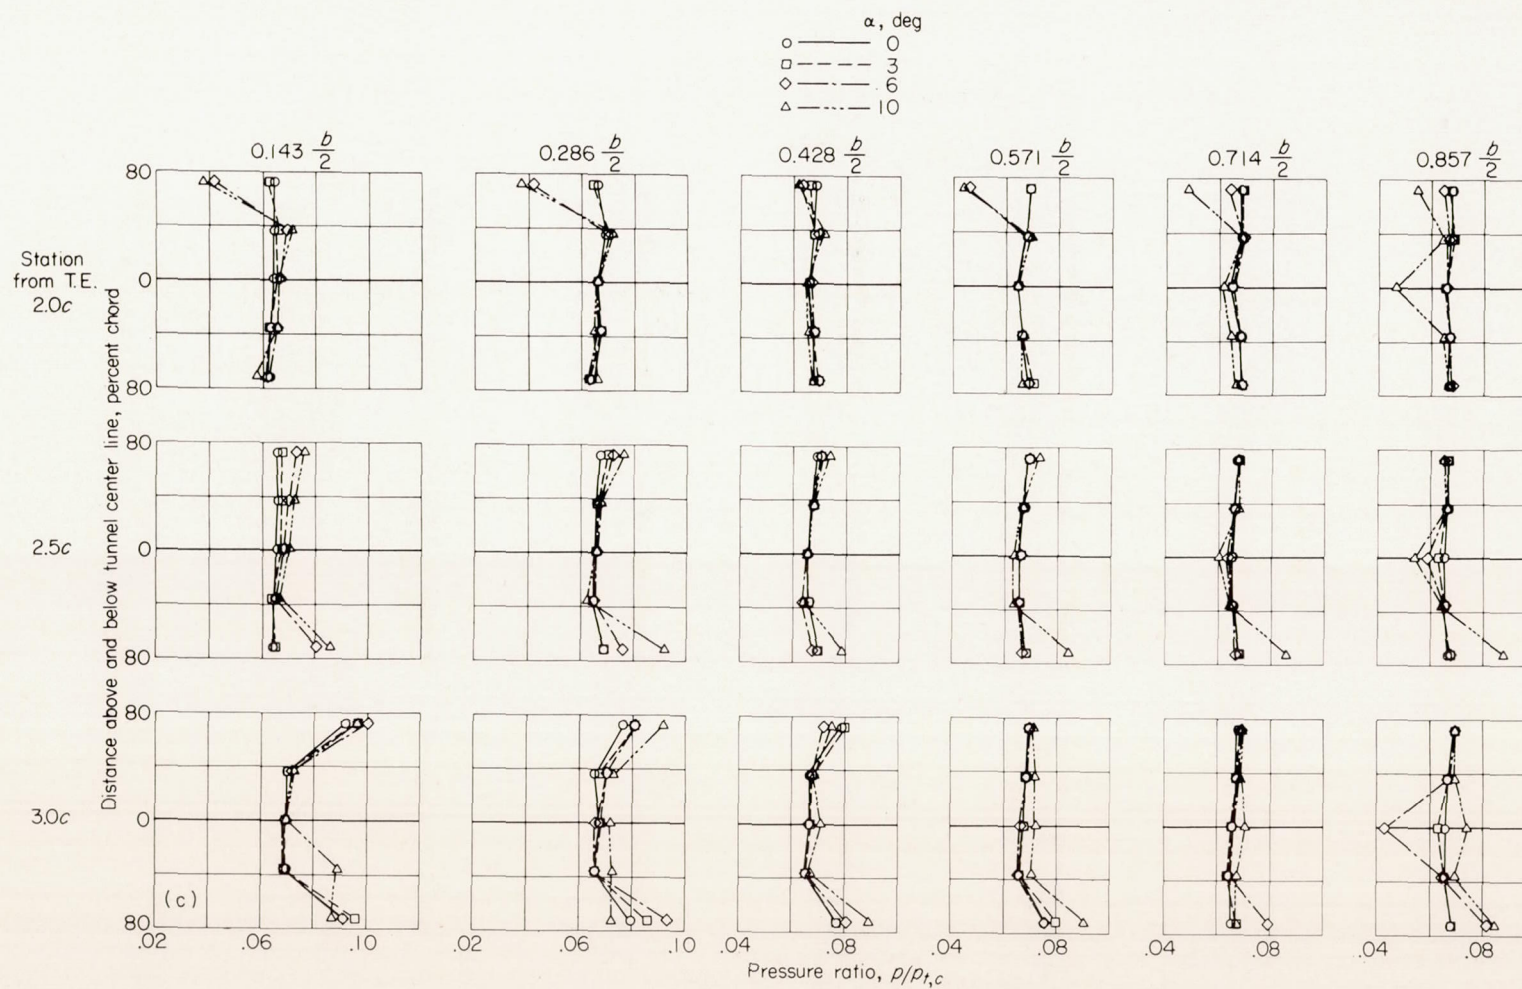 α, deg
0
3
6
10
0.143 b/2
0.286 b/2
0.428 b/2
0.571 b/2
0.714 b/2
0.857 b/2
Station
from T.E.
2.0c
80
0
80
2.5c
80
0
80
3.0c
80
0
80
Distance above and below tunnel center line, percent chord
(c)
.02 .06 .10
.02 .06 .10
.04 .08
.04 .08
.04 .08
.04 .08
Pressure ratio, p/pt,c